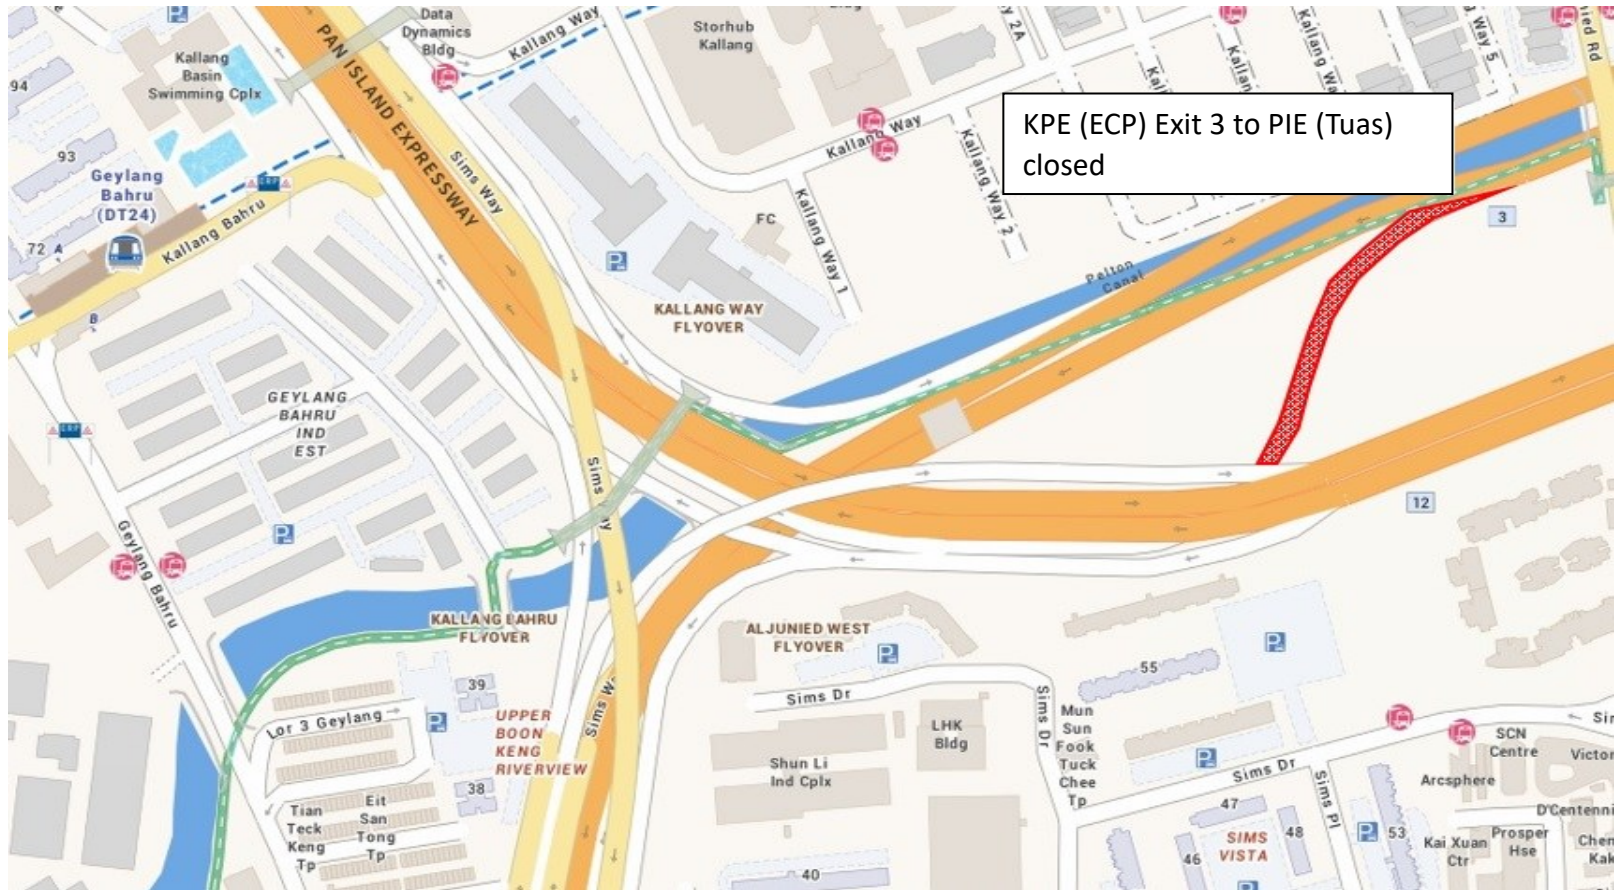 Data
Dynamics
Bldg
Kallang Way
Storhub
Kallang
Kallang
Basin
Swimming Cplx
94
PAN ISLAND EXPRESSWAY
Sims Way
93
Geylang
Bahru
(DT24)
ERP
72
A
B
Kallang Bahru
Kallang Way
KPE (ECP) Exit 3 to PIE (Tuas)
closed
3
FC
Kallang Way 1
Kallang Way 2
Pelton
Canal
KALLANG WAY
FLYOVER
GEYLANG
BAHRU
IND
EST
ERP
Sims Way
12
Geylang Bahru
KALLANG BAHRU
FLYOVER
ALJUNIED WEST
FLYOVER
55
39
Lor 3 Geylang
UPPER
BOON
KENG
RIVERVIEW
Sims Way
Sims Dr
Sims Dr
LHK
Bldg
Mun
Sun
Fook
Tuck
Chee
Tp
Shun Li
Ind Cplx
SCN
Centre
Arcsphere
Sims Dr
Sims Pl
38
Tian
Teck
Keng
Tp
Eit
San
Tong
Tp
47
48
46
SIMS
VISTA
53
Kai Xuan
Ctr
Prosper
Hse
40